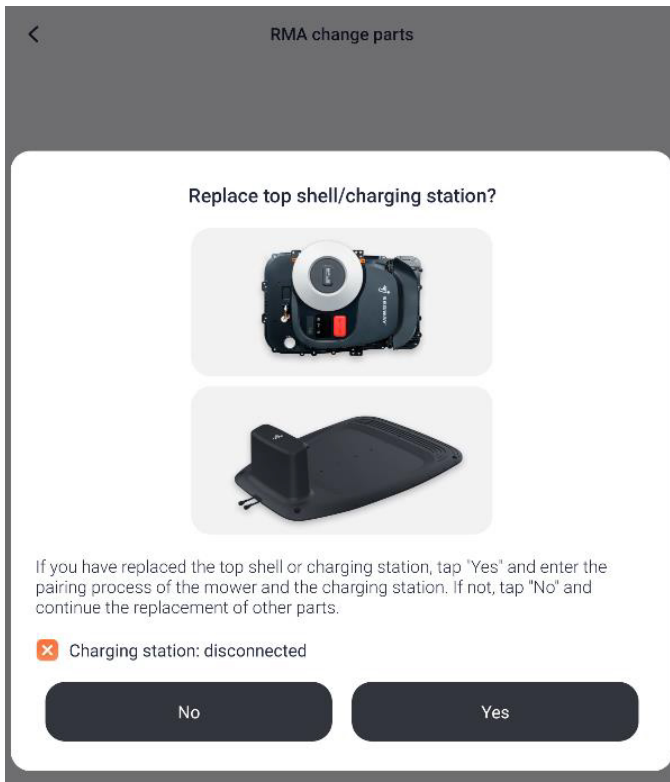 RMA change parts
Replace top shell/charging station?
SEGWAY
If you have replaced the top shell or charging station, tap "Yes" and enter the
pairing process of the mower and the charging station. If not, tap "No" and
continue the replacement of other parts.
Charging station: disconnected
No
Yes